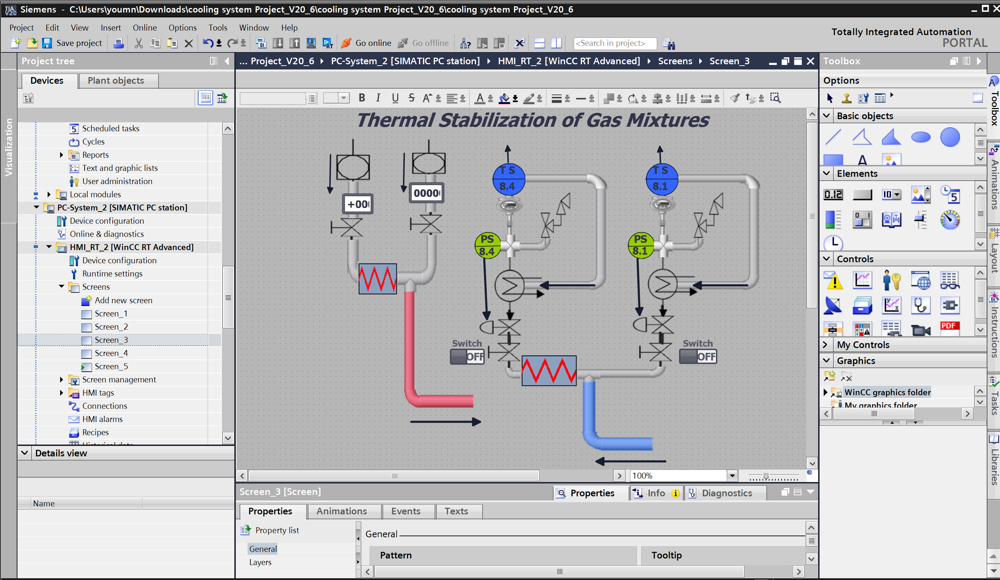 TIA V20 Siemens - C:\Users\youmn\Downloads\cooling system Project_V20_6\cooling system Project_V20_6\cooling system Project_V20_6
Project Edit View Insert Online Options Tools Window Help
Totally Integrated Automation
PORTAL
Save project
Go online
Go offline
<Search in project>
Project tree
... Project_V20_6 PC-System_2 [SIMATIC PC station] HMI_RT_2 [WinCC RT Advanced] Screens Screen_3
Toolbox
Devices
Plant objects
Visualization
Scheduled tasks
Cycles
Reports
Text and graphic lists
User administration
Local modules
PC-System_2 [SIMATIC PC station]
Device configuration
Online & diagnostics
HMI_RT_2 [WinCC RT Advanced]
Device configuration
Runtime settings
Screens
Add new screen
Screen_1
Screen_2
Screen_3
Screen_4
Screen_5
Screen management
HMI tags
Connections
HMI alarms
Recipes
Historical data
Details view
Name
B I U S A A
Thermal Stabilization of Gas Mixtures
+00
0000
T S
8.4
T S
8.1
PS
8.4
PS
8.1
Switch
OFF
Switch
OFF
100%
Screen_3 [Screen]
Properties
Info
Diagnostics
Properties
Animations
Events
Texts
Property list
General
Layers
General
Pattern
Tooltip
Options
Basic objects
A
Elements
0.12
10
5
0 1
Controls
PDF
My Controls
Graphics
WinCC graphics folder
My graphics folder
Toolbox
Animations
Layout
Instructions
Tasks
Libraries